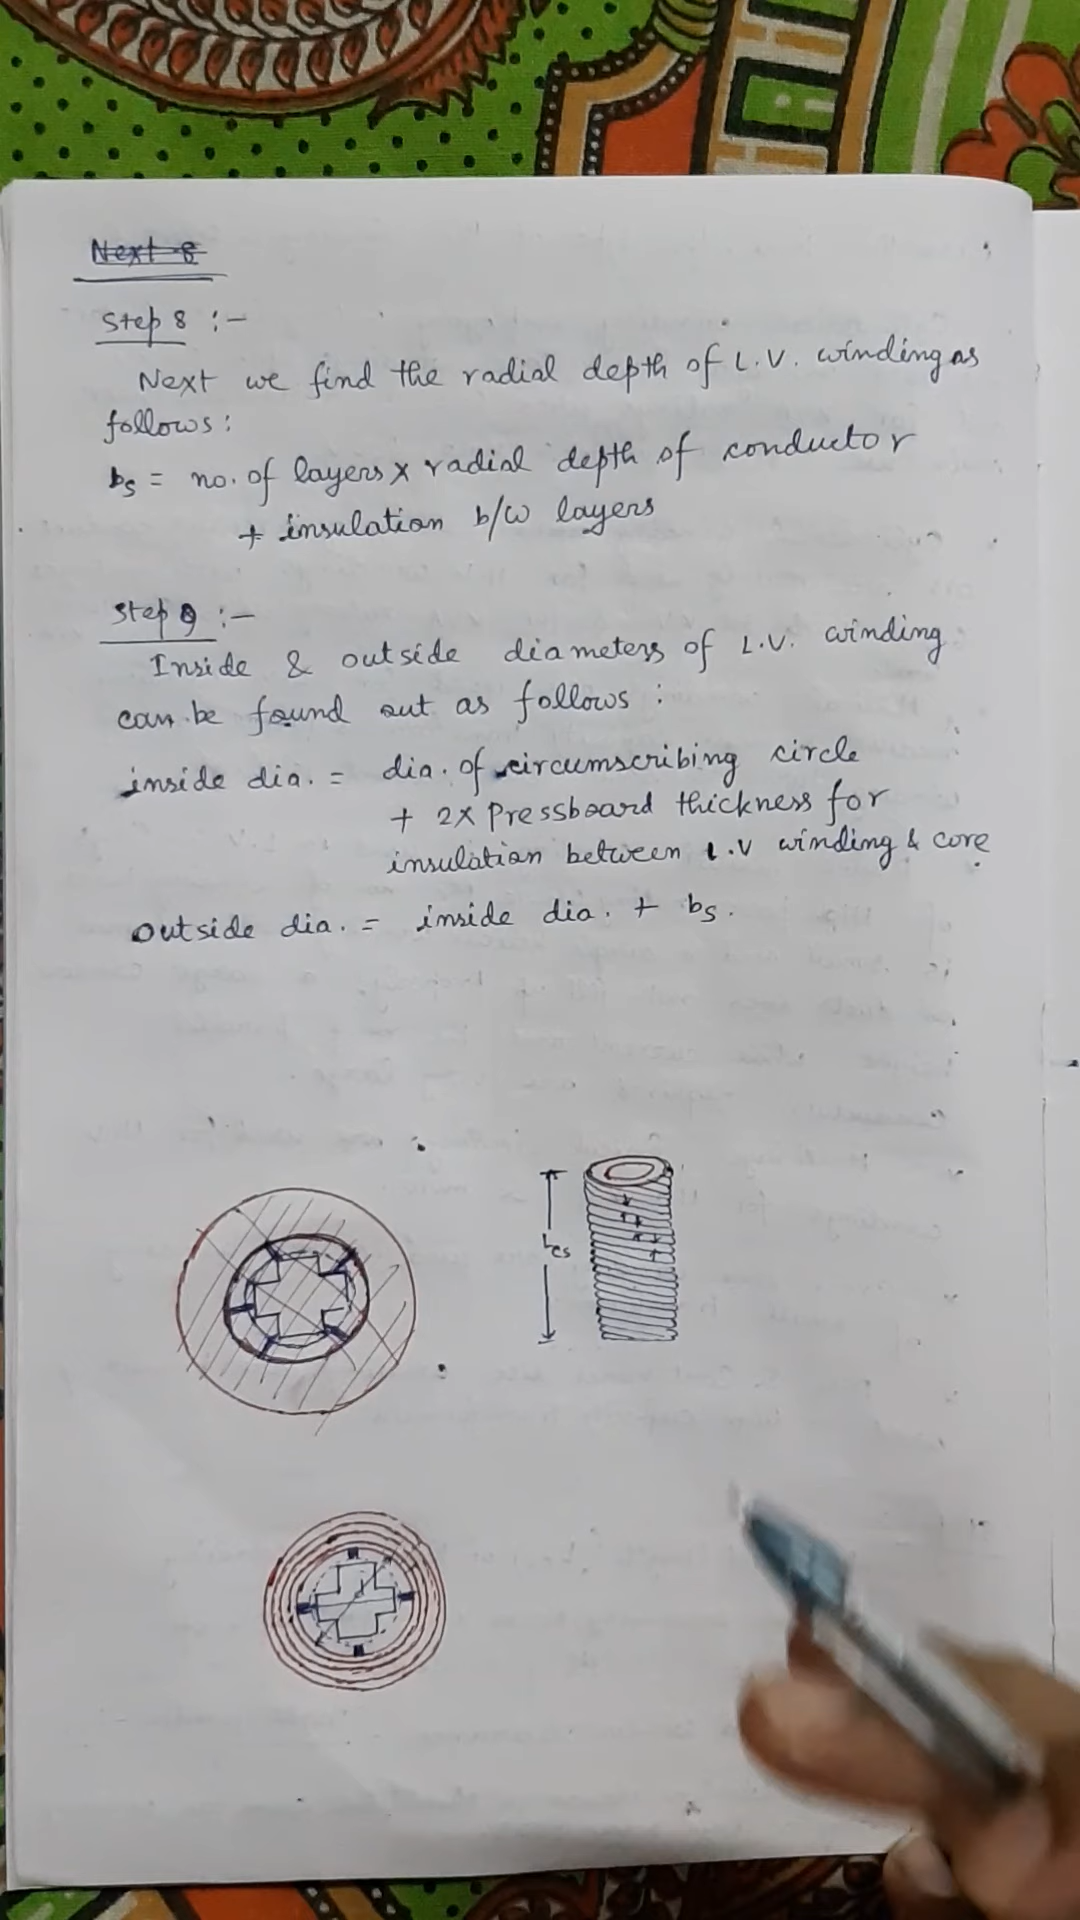 Next 8
Step 8 :-
Next we find the radial depth of L.V. winding as
follows:
bs = no. of layers x radial depth of conductor
+ insulation b/w layers
Step 9 :-
Inside & outside diameters of L.V. winding
can be found out as follows :
inside dia. = dia. of circumscribing circle
+ 2x Pressboard thickness for
insulation between L.V winding & core
outside dia. = inside dia. + bs.
Lcs